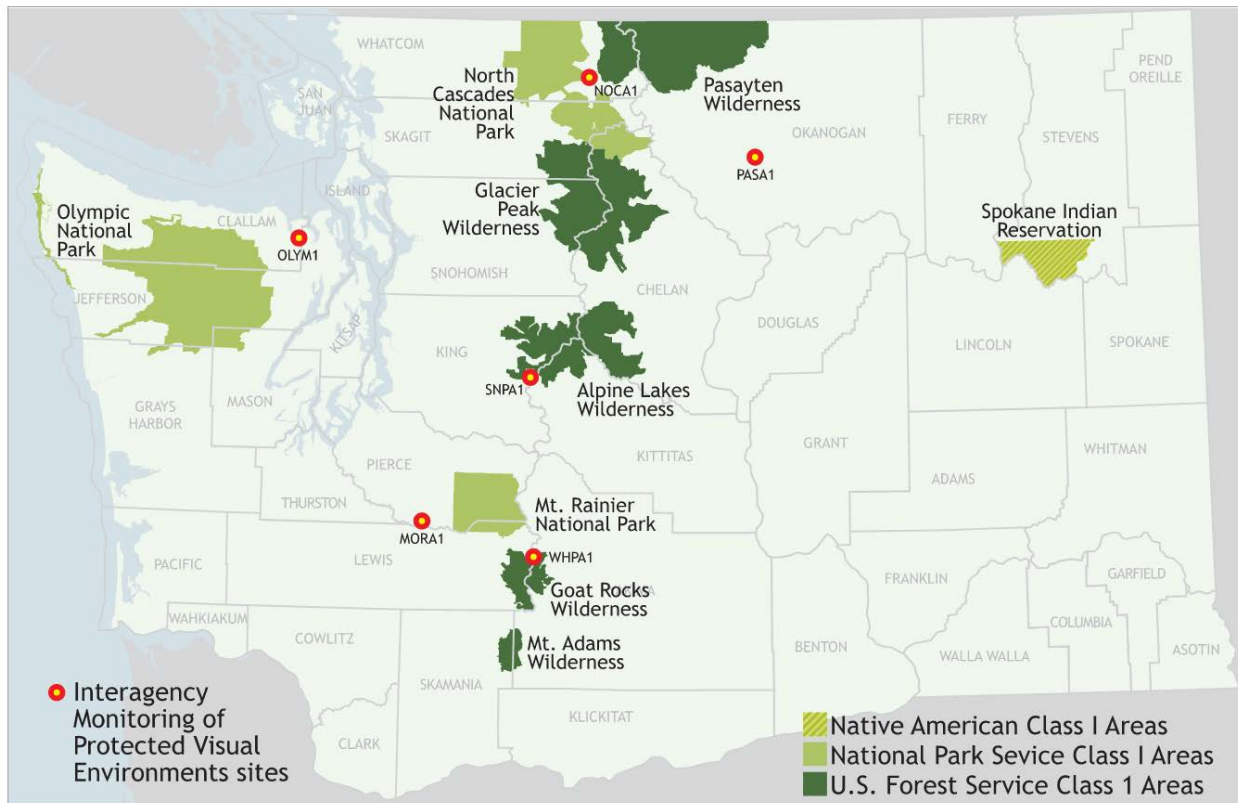 WHATCOM
North
Cascades
National
Park
NOCA1
Pasayten
Wilderness
PEND
OREILLE
SAN
JUAN
SKAGIT
OKANOGAN
FERRY
STEVENS
PASA1
ISLAND
Glacier
Peak
Wilderness
Olympic
National
Park
CLALLAM
OLYM1
Spokane Indian
Reservation
SNOHOMISH
CHELAN
JEFFERSON
DOUGLAS
KITSAP
KING
LINCOLN
SPOKANE
SNPA1
Alpine Lakes
Wilderness
MASON
GRAYS
HARBOR
GRANT
KITTITAS
WHITMAN
PIERCE
ADAMS
THURSTON
Mt. Rainier
National Park
MORA1
PACIFIC
LEWIS
WHPA1
Goat Rocks
Wilderness
FRANKLIN
GARFIELD
WAHKIAKUM
COWLITZ
Mt. Adams
Wilderness
BENTON
COLUMBIA
WALLA WALLA
ASOTIN
SKAMANIA
KLICKITAT
CLARK
Interagency
Monitoring of
Protected Visual
Environments sites
Native American Class I Areas
National Park Sevice Class I Areas
U.S. Forest Service Class 1 Areas